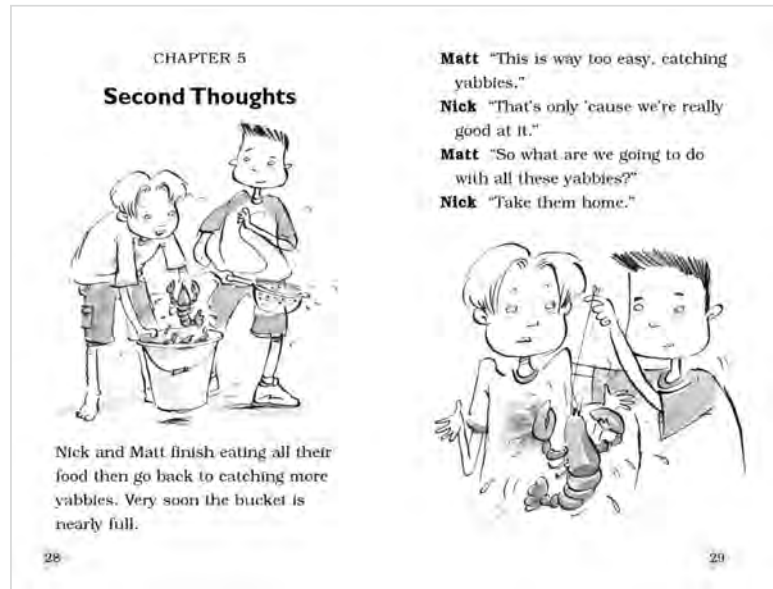 CHAPTER 5
Second Thoughts
Nick and Matt finish eating all their
food then go back to catching more
yabbies. Very soon the bucket is
nearly full.
28
Matt "This is way too easy, catching
yabbies."
Nick "That's only 'cause we're really
good at it."
Matt "So what are we going to do
with all these yabbies?"
Nick "Take them home."
29